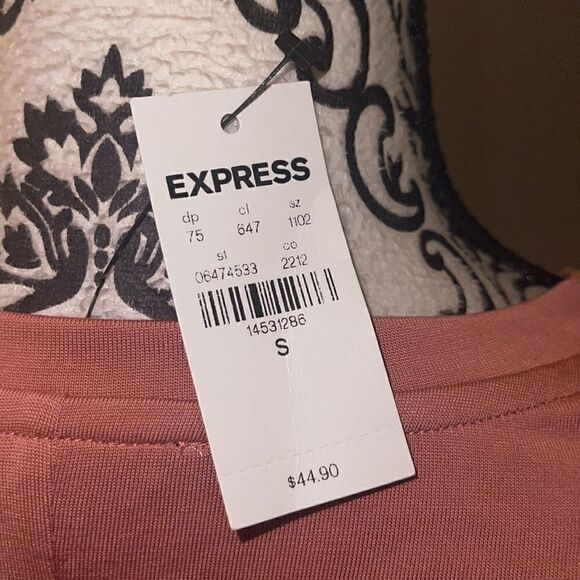 EXPRESS
dp cl sz
75 647 1102
st co
06474533 2212
14531286
S
$44.90